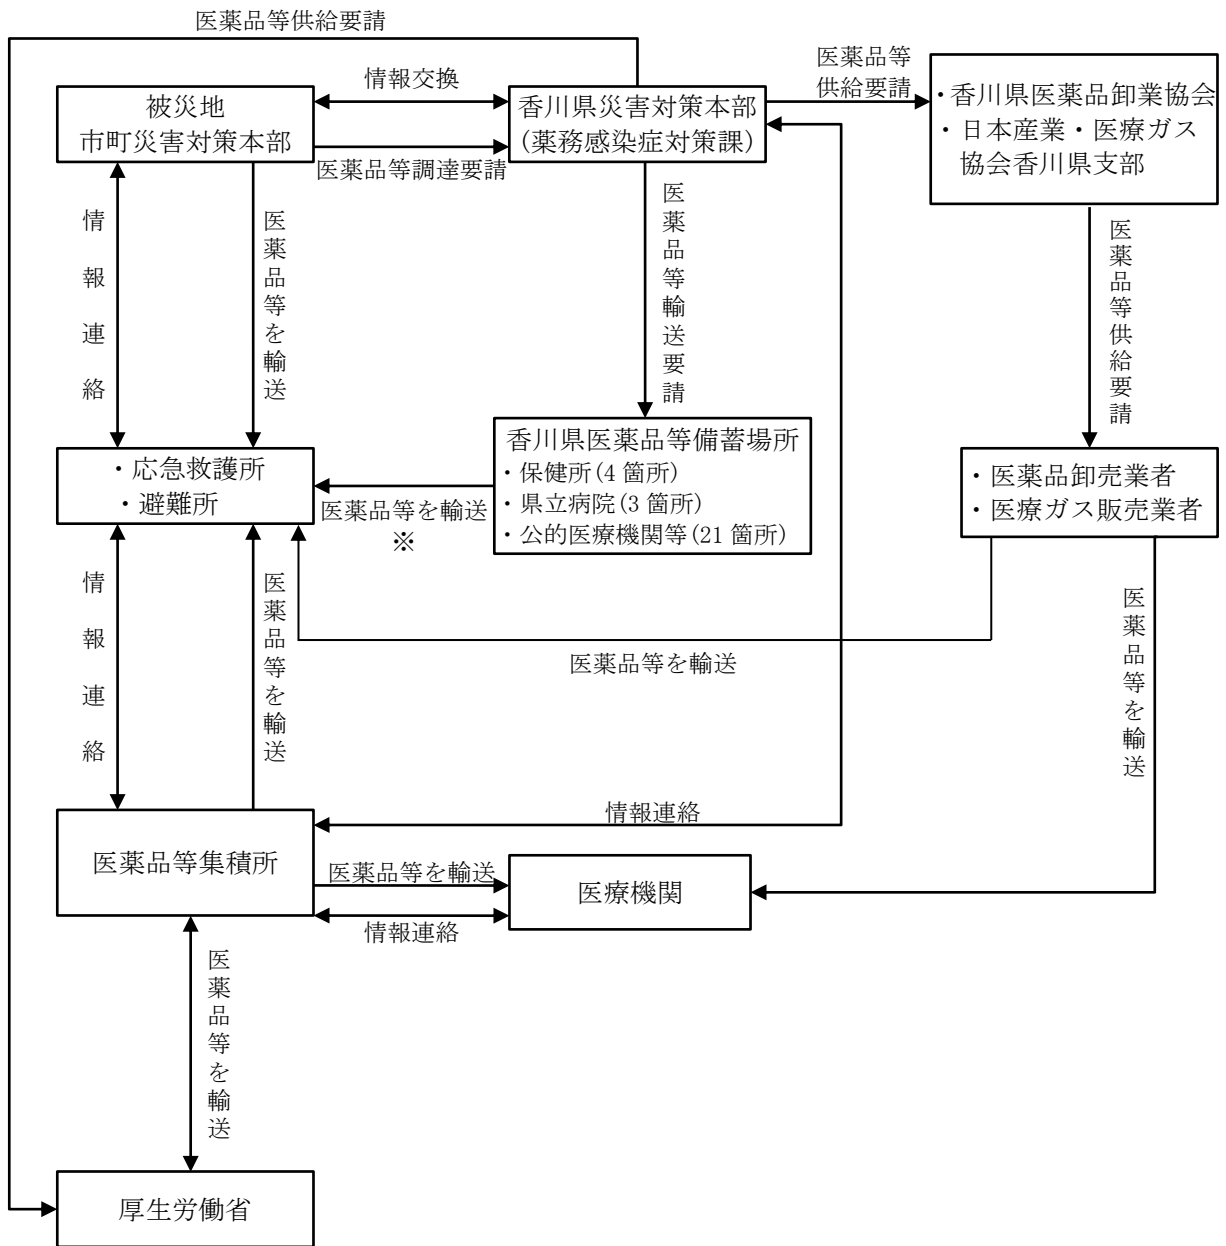 医薬品等供給要請
被災地
市町災害対策本部
情報交換
医薬品等調達要請
香川県災害対策本部
(薬務感染症対策課)
医薬品等
供給要請
・香川県医薬品卸業協会
・日本産業・医療ガス
協会香川県支部
情報連絡
医薬品等を輸送
医薬品等輸送要請
医薬品等供給要請
・応急救護所
・避難所
医薬品等を輸送
※
香川県医薬品等備蓄場所
・保健所(4 箇所)
・県立病院(3 箇所)
・公的医療機関等(21 箇所)
・医薬品卸売業者
・医療ガス販売業者
情報連絡
医薬品等を輸送
医薬品等を輸送
医薬品等を輸送
医薬品等集積所
情報連絡
医薬品等を輸送
情報連絡
医療機関
医薬品等を輸送
厚生労働省